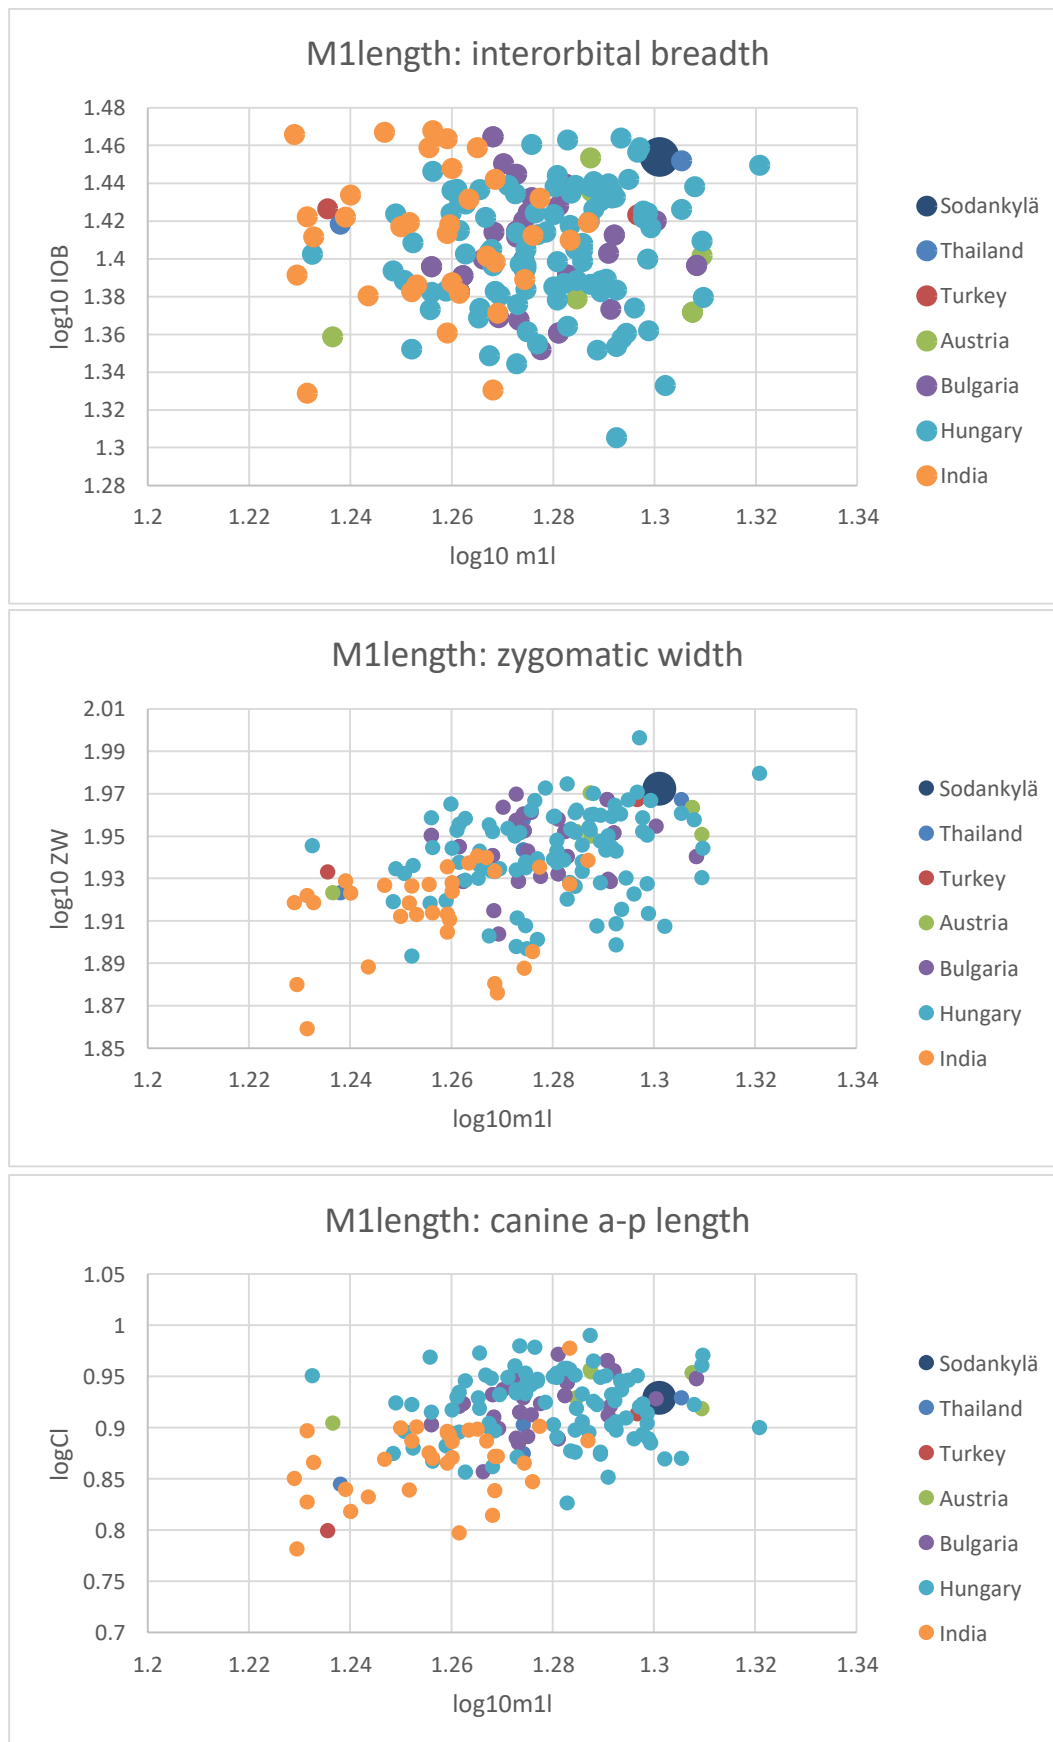 M1length: interorbital breadth
1.48
1.46
1.44
1.42
1.4
1.38
1.36
1.34
1.32
1.3
1.28
log10 IOB
1.2 1.22 1.24 1.26 1.28 1.3 1.32 1.34
log10 m1l
Sodankylä
Thailand
Turkey
Austria
Bulgaria
Hungary
India
M1length: zygomatic width
2.01
1.99
1.97
1.95
1.93
1.91
1.89
1.87
1.85
log10 ZW
1.2 1.22 1.24 1.26 1.28 1.3 1.32 1.34
log10m1l
Sodankylä
Thailand
Turkey
Austria
Bulgaria
Hungary
India
M1length: canine a-p length
1.05
1
0.95
0.9
0.85
0.8
0.75
0.7
logCl
1.2 1.22 1.24 1.26 1.28 1.3 1.32 1.34
log10m1l
Sodankylä
Thailand
Turkey
Austria
Bulgaria
Hungary
India